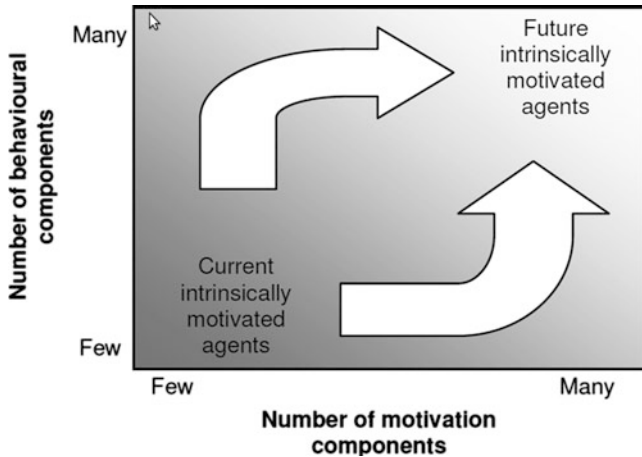 Many
Future
intrinsically
motivated
agents
Number of behavioural
components
Current
intrinsically
motivated
agents
Few
Few
Many
Number of motivation
components